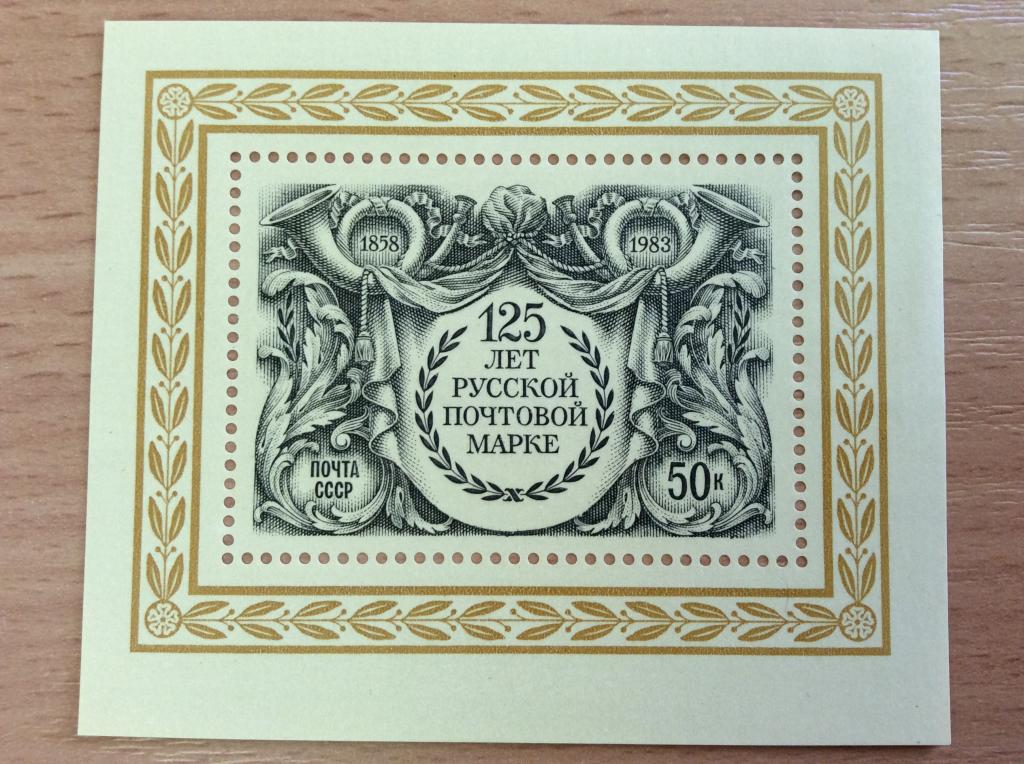 1858
1983
125
ЛЕТ
РУССКОЙ
ПОЧТОВОЙ
МАРКЕ
ПОЧТА
СССР
50К